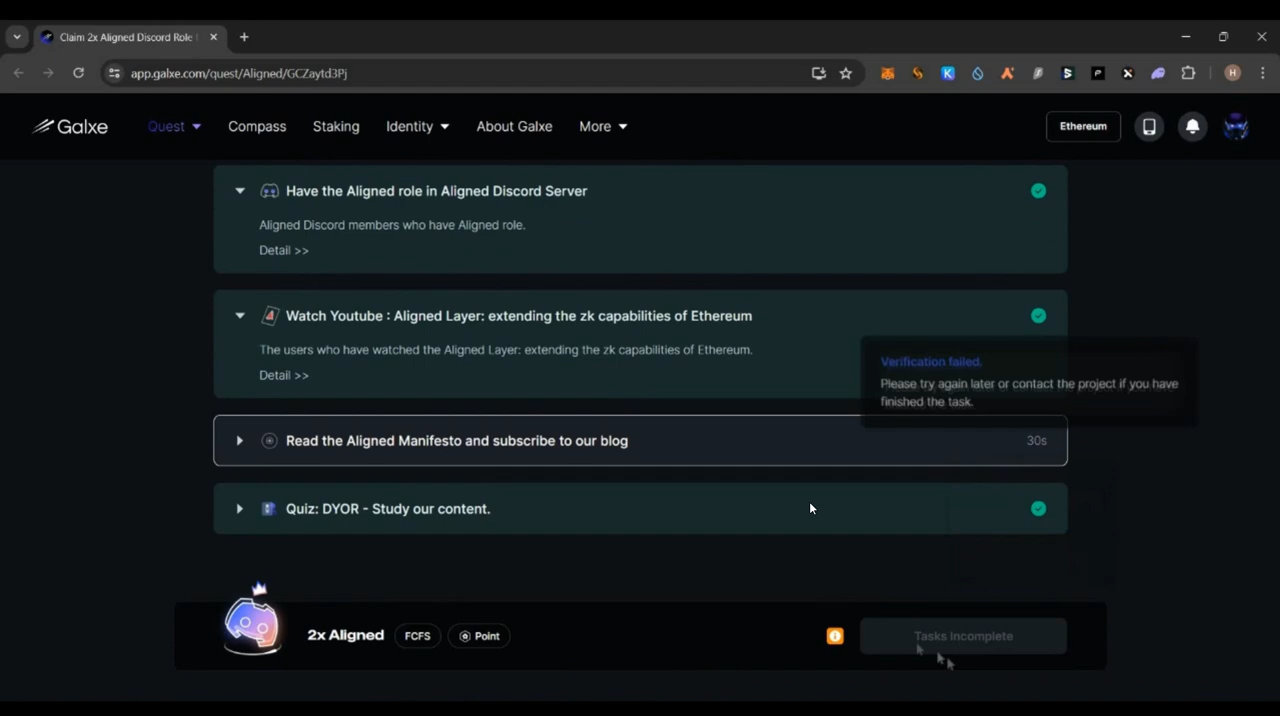 Claim 2x Aligned Discord Role
app.galxe.com/quest/Aligned/GCZaytd3Pj
H
Galxe
Quest
Compass
Staking
Identity
About Galxe
More
Ethereum
Have the Aligned role in Aligned Discord Server
Aligned Discord members who have Aligned role.
Detail >>
Watch Youtube : Aligned Layer: extending the zk capabilities of Ethereum
The users who have watched the Aligned Layer: extending the zk capabilities of Ethereum.
Detail >>
Verification failed.
Please try again later or contact the project if you have
finished the task.
Read the Aligned Manifesto and subscribe to our blog
30s
Quiz: DYOR - Study our content.
2x Aligned
FCFS
Point
Tasks Incomplete